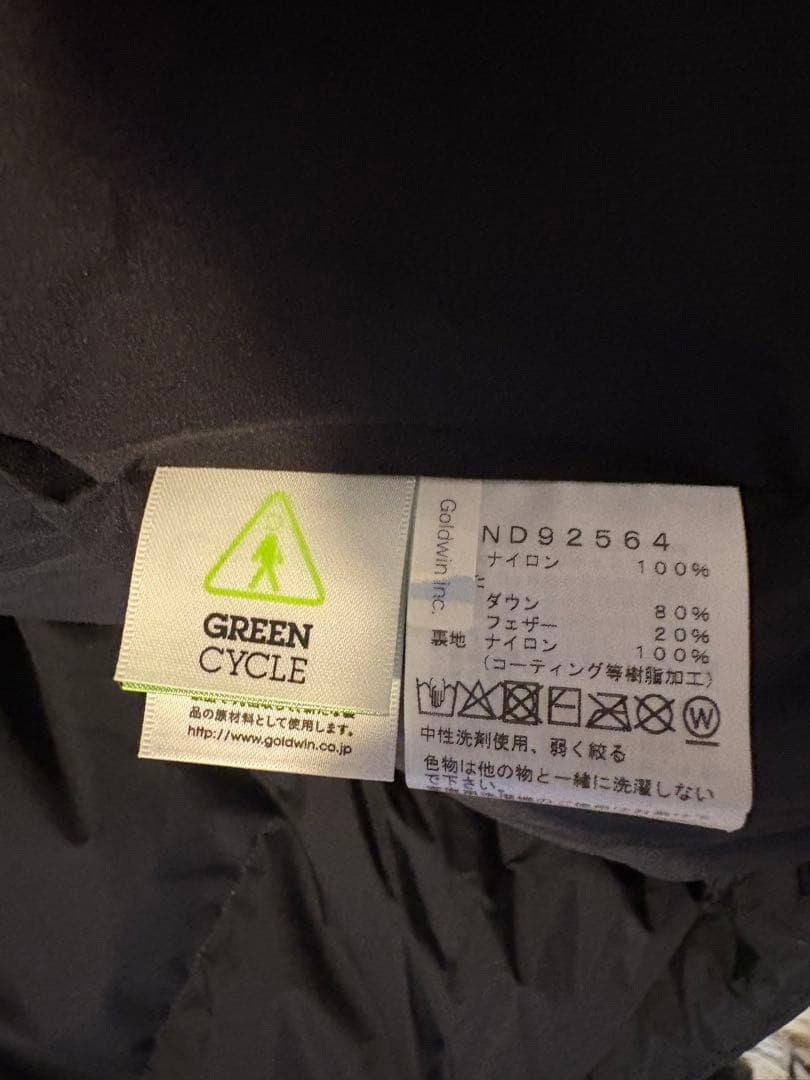 GREEN
CYCLE
品の原材料として使用します。
http://www.goldwin.co.jp
Goldwin Inc.
ND92564
ナイロン 100%
ダウン 80%
フェザー 20%
裏地 ナイロン 100%
(コーティング等樹脂加工)
W
中性洗剤使用、弱く絞る
色物は他の物と一緒に洗濯しない
で下さい。